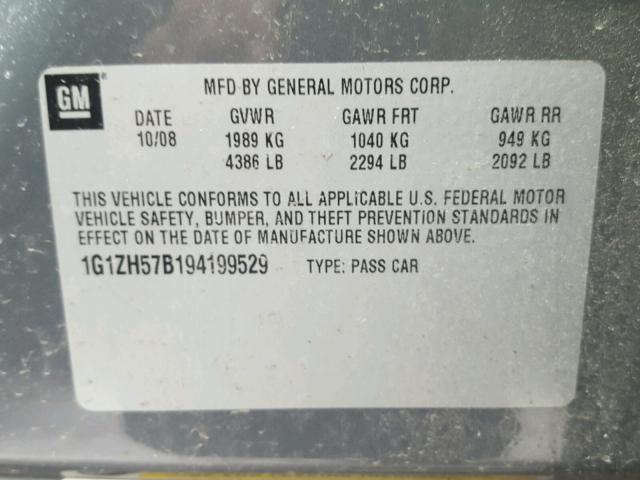 GM
MFD BY GENERAL MOTORS CORP.
DATE GVWR GAWR FRT GAWR RR
10/08 1989 KG 1040 KG 949 KG
4386 LB 2294 LB 2092 LB
THIS VEHICLE CONFORMS TO ALL APPLICABLE U.S. FEDERAL MOTOR
VEHICLE SAFETY, BUMPER, AND THEFT PREVENTION STANDARDS IN
EFFECT ON THE DATE OF MANUFACTURE SHOWN ABOVE.
1G1ZH57B194199529 TYPE: PASS CAR